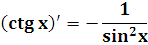 (ctg x)′ = − 1/sin²x